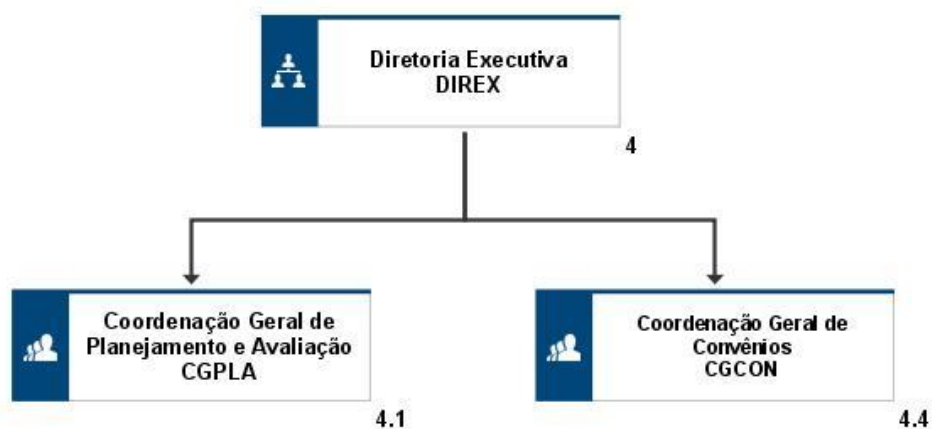 Diretoria Executiva
DIREX
4
Coordenação Geral de
Planejamento e Avaliação
CGPLA
4.1
Coordenação Geral de
Convênios
CGCON
4.4